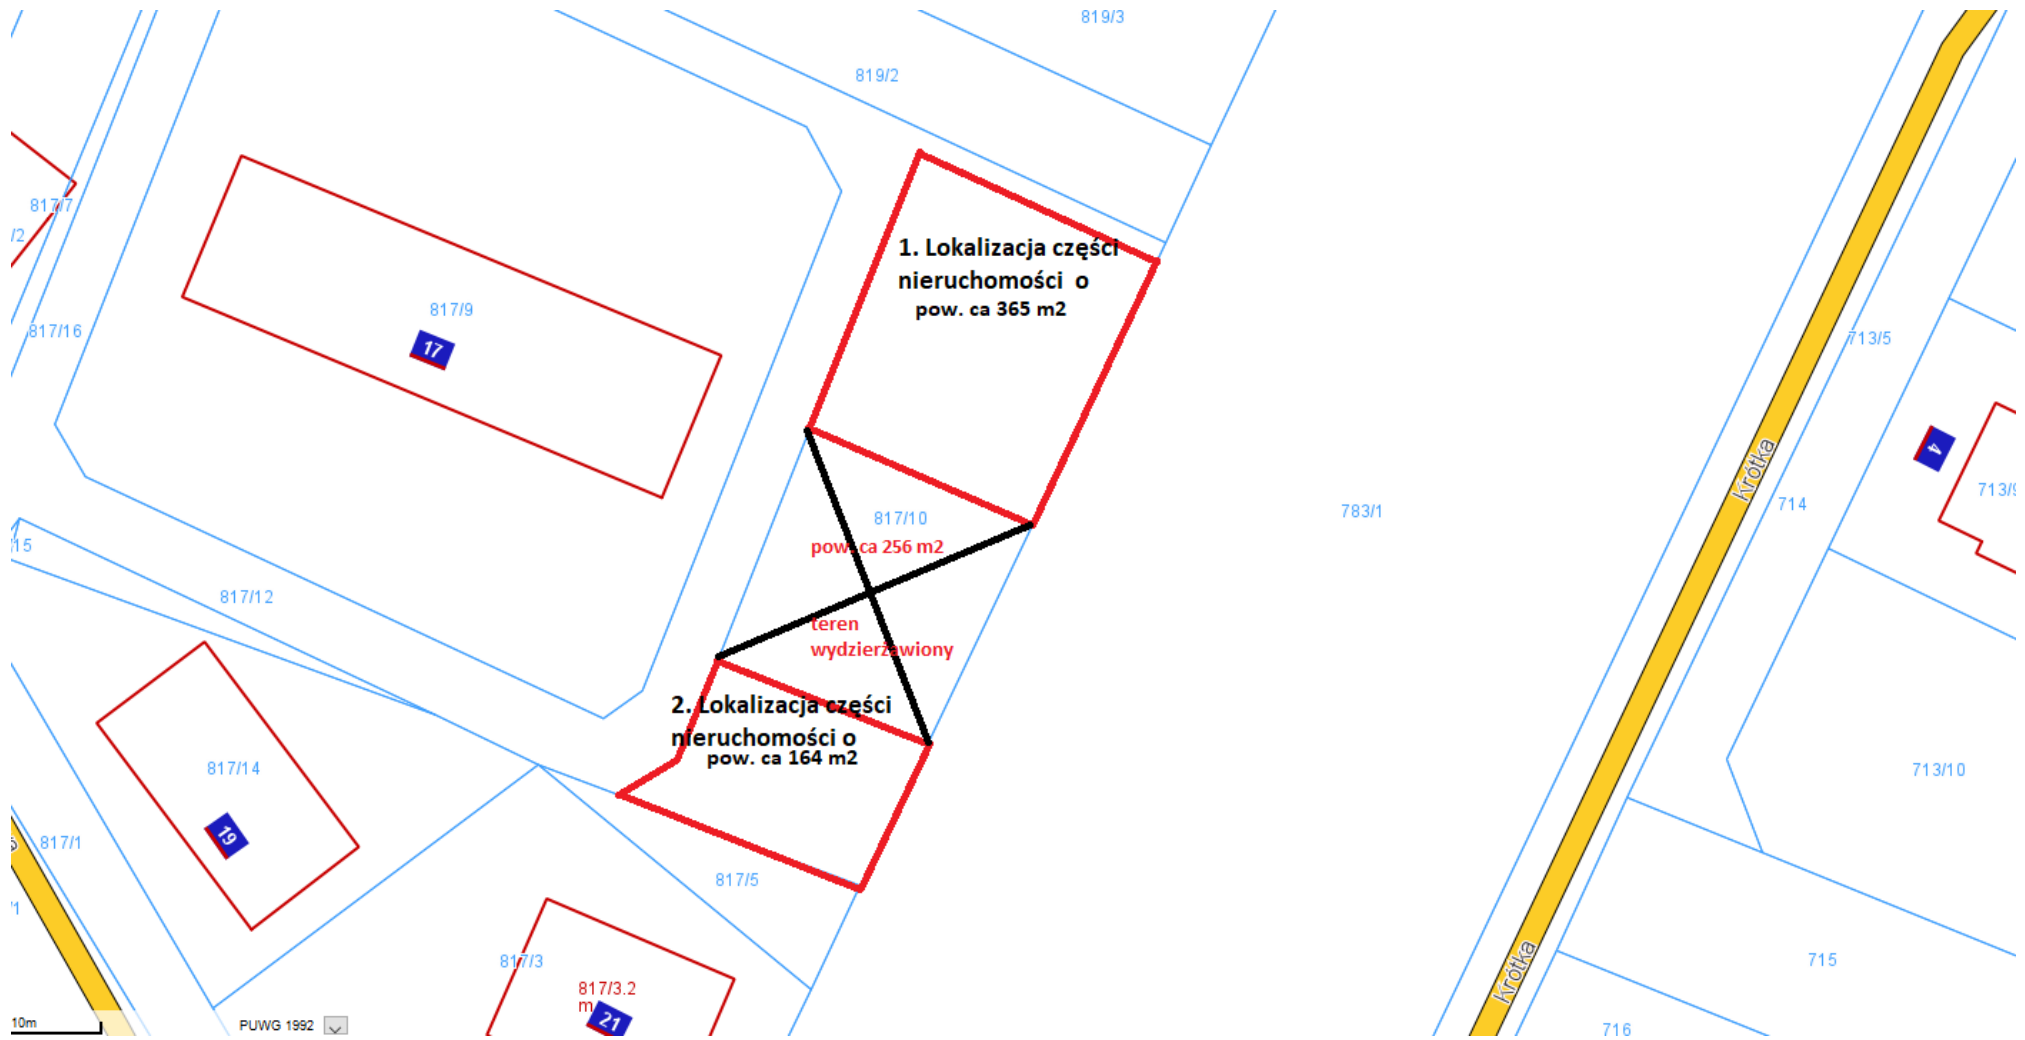 819/3
819/2
817/7
/2
1. Lokalizacja części
nieruchomości o
pow. ca 365 m2
817/9
17
817/16
713/5
4
Krótka
713/9
714
783/1
817/10
pow. ca 256 m2
/15
817/12
teren
wydzierżawiony
2. Lokalizacja części
nieruchomości o
pow. ca 164 m2
817/14
713/10
19
817/1
817/5
/1
817/3
817/3.2
m
21
Krótka
715
10m
PUWG 1992
716